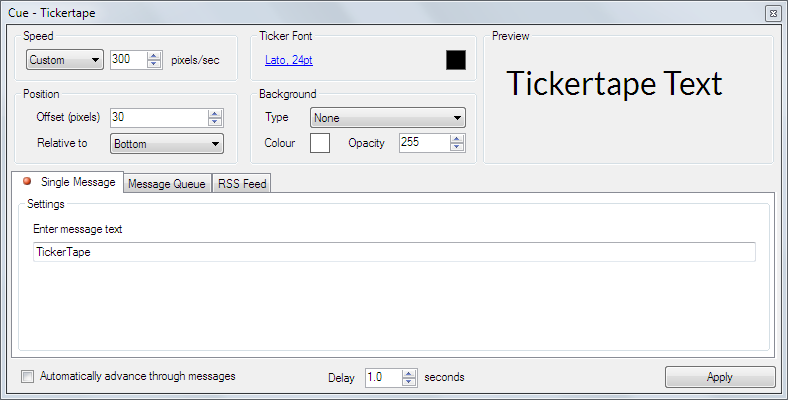 Cue - Tickertape
Speed
Custom 300 pixels/sec
Ticker Font
Lato, 24pt
Preview
Tickertape Text
Position
Offset (pixels) 30
Relative to Bottom
Background
Type None
Colour Opacity 255
Single Message Message Queue RSS Feed
Settings
Enter message text
TickerTape
Automatically advance through messages Delay 1.0 seconds Apply